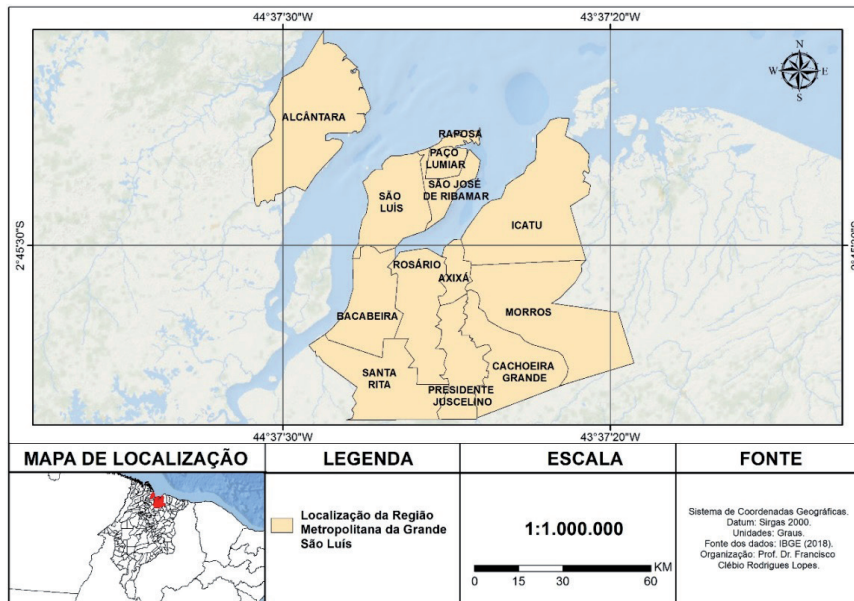 44°37'30"W
43°37'20"W
N
W
E
S
ALCÂNTARA
RAPOSA
PAÇO
LUMIAR
SÃO JOSÉ
DE RIBAMAR
SÃO
LUÍS
ICATU
2°45'30"S
2°45'20"S
ROSÁRIO
AXIXÁ
BACABEIRA
MORROS
SANTA
RITA
CACHOEIRA
GRANDE
PRESIDENTE
JUSCELINO
44°37'30"W
43°37'20"W
MAPA DE LOCALIZAÇÃO
LEGENDA
Localização da Região
Metropolitana da Grande
São Luís
ESCALA
1:1.000.000
KM
0 15 30 60
FONTE
Sistema de Coordenadas Geográficas.
Datum: Sirgas 2000.
Unidades: Graus.
Fonte dos dados: IBGE (2018).
Organização: Prof. Dr. Francisco
Clébio Rodrigues Lopes.